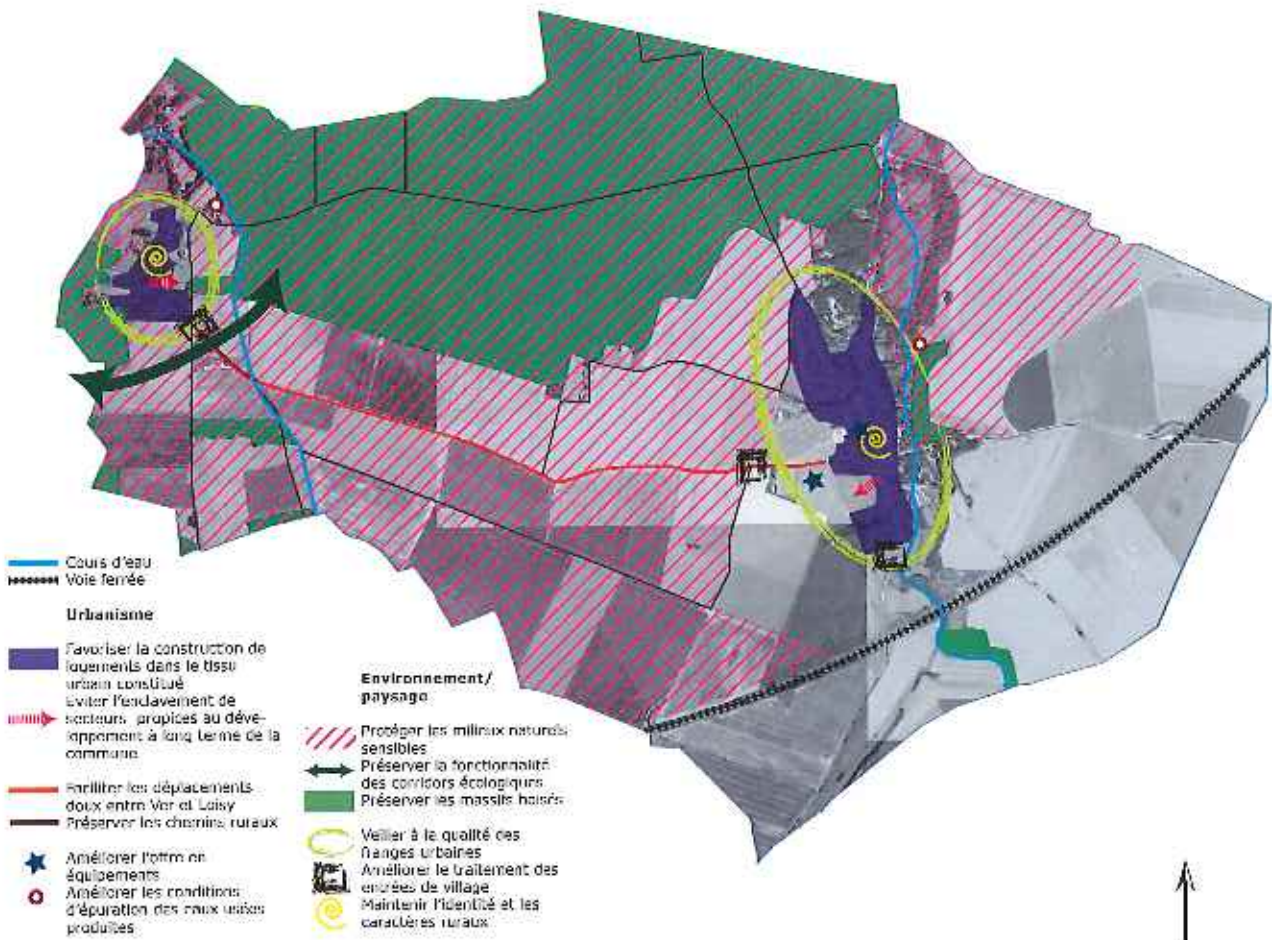 Cours d'eau
Voie ferrée
Urbanisme
Favoriser la construction de
logements dans le tissu
urbain constitué
Eviter l'enclavement de
secteurs propices au déve-
loppement à long terme de la
commune
Faciliter les déplacements
doux entre Ver et Loisy
Préserver les chemins ruraux
Améliorer l'offre en
équipements
Améliorer les conditions
d'épuration des eaux usées
produites
Environnement/
paysage
Protéger les milieux naturels
sensibles
Préserver la fonctionnalité
des corridors écologiques
Préserver les massifs boisés
Veiller à la qualité des
franges urbaines
Améliorer le traitement des
entrées de village
Maintenir l'identité et les
caractères ruraux